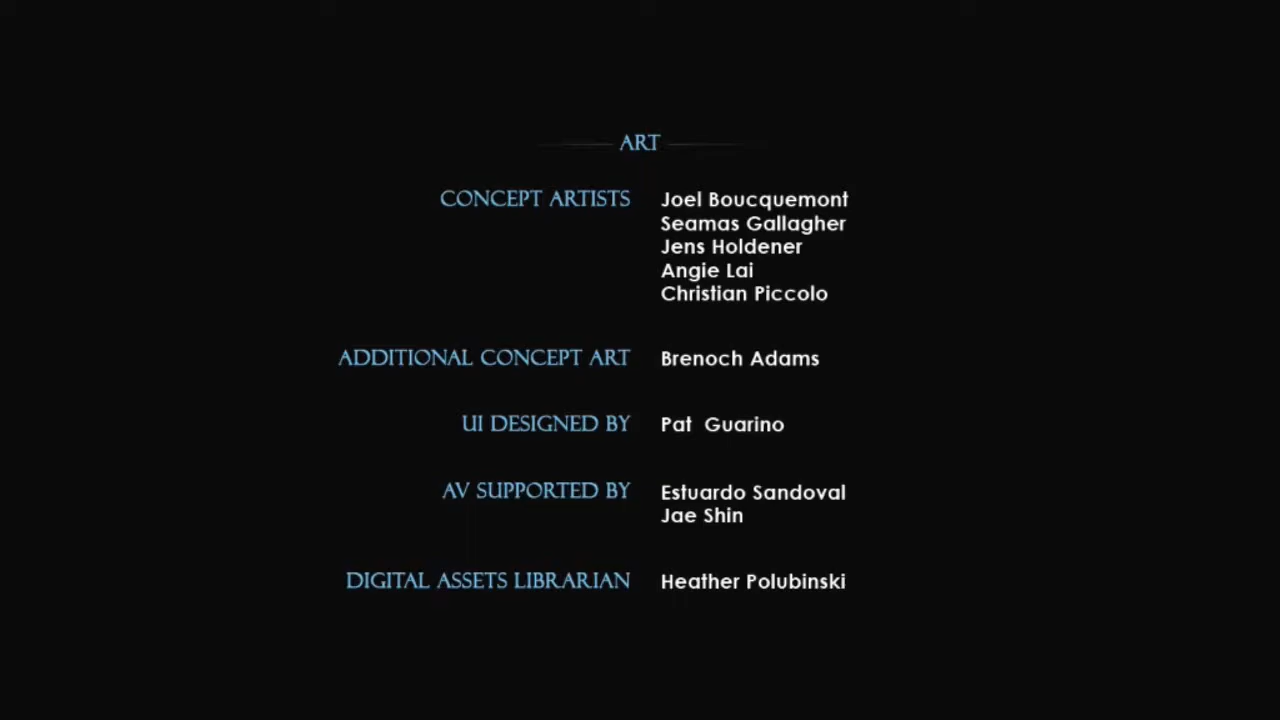 ART
CONCEPT ARTISTS Joel Boucquemont
Seamas Gallagher
Jens Holdener
Angie Lai
Christian Piccolo
ADDITIONAL CONCEPT ART Brenoch Adams
UI DESIGNED BY Pat  Guarino
AV SUPPORTED BY Estuardo Sandoval
Jae Shin
DIGITAL ASSETS LIBRARIAN Heather Polubinski